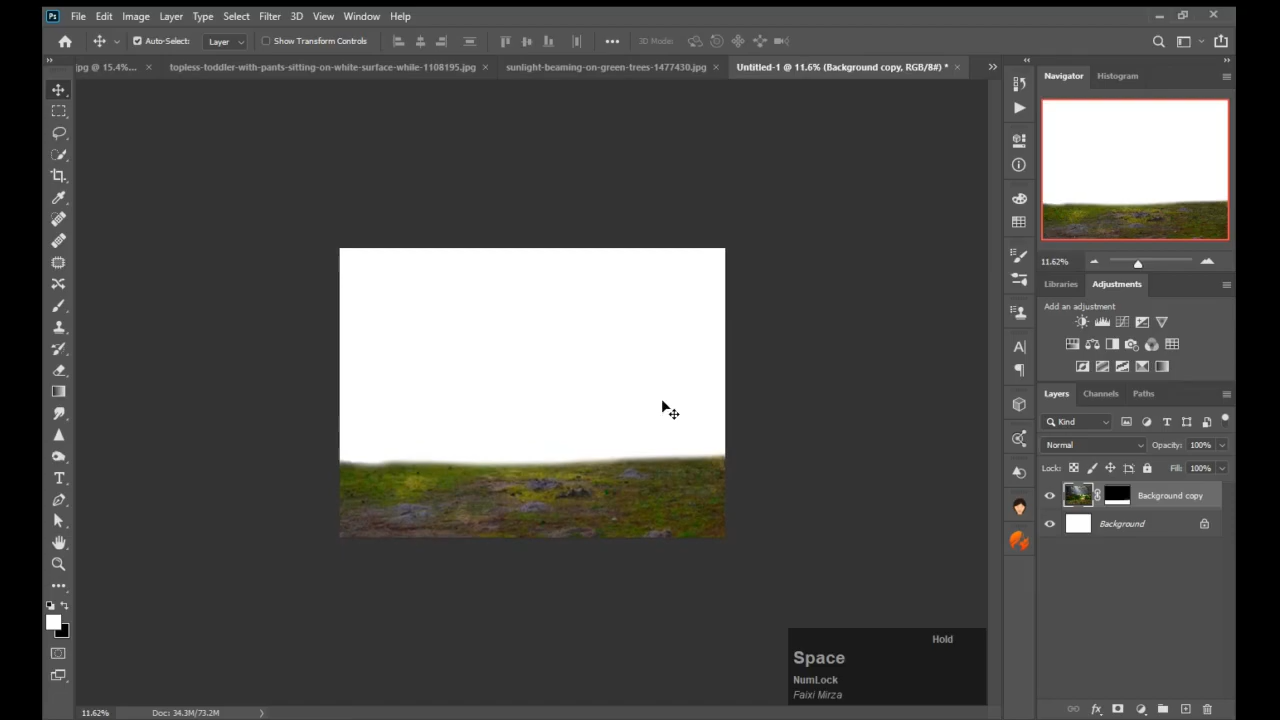 Ps File Edit Image Layer Type Select Filter 3D View Window Help
Auto-Select: Layer Show Transform Controls 3D Mode:
jpg @ 15.4%... × topless-toddler-with-pants-sitting-on-white-surface-while-1108195.jpg × sunlight-beaming-on-green-trees-1477430.jpg × Untitled-1 @ 11.6% (Background copy, RGB/8#) * ×
Navigator Histogram
11.62%
Libraries Adjustments
Add an adjustment
Layers Channels Paths
Kind
Normal Opacity: 100%
Lock: Fill: 100%
Background copy
Background
Hold
Space
NumLock
Faixi Mirza
11.62% Doc: 34.3M/73.2M